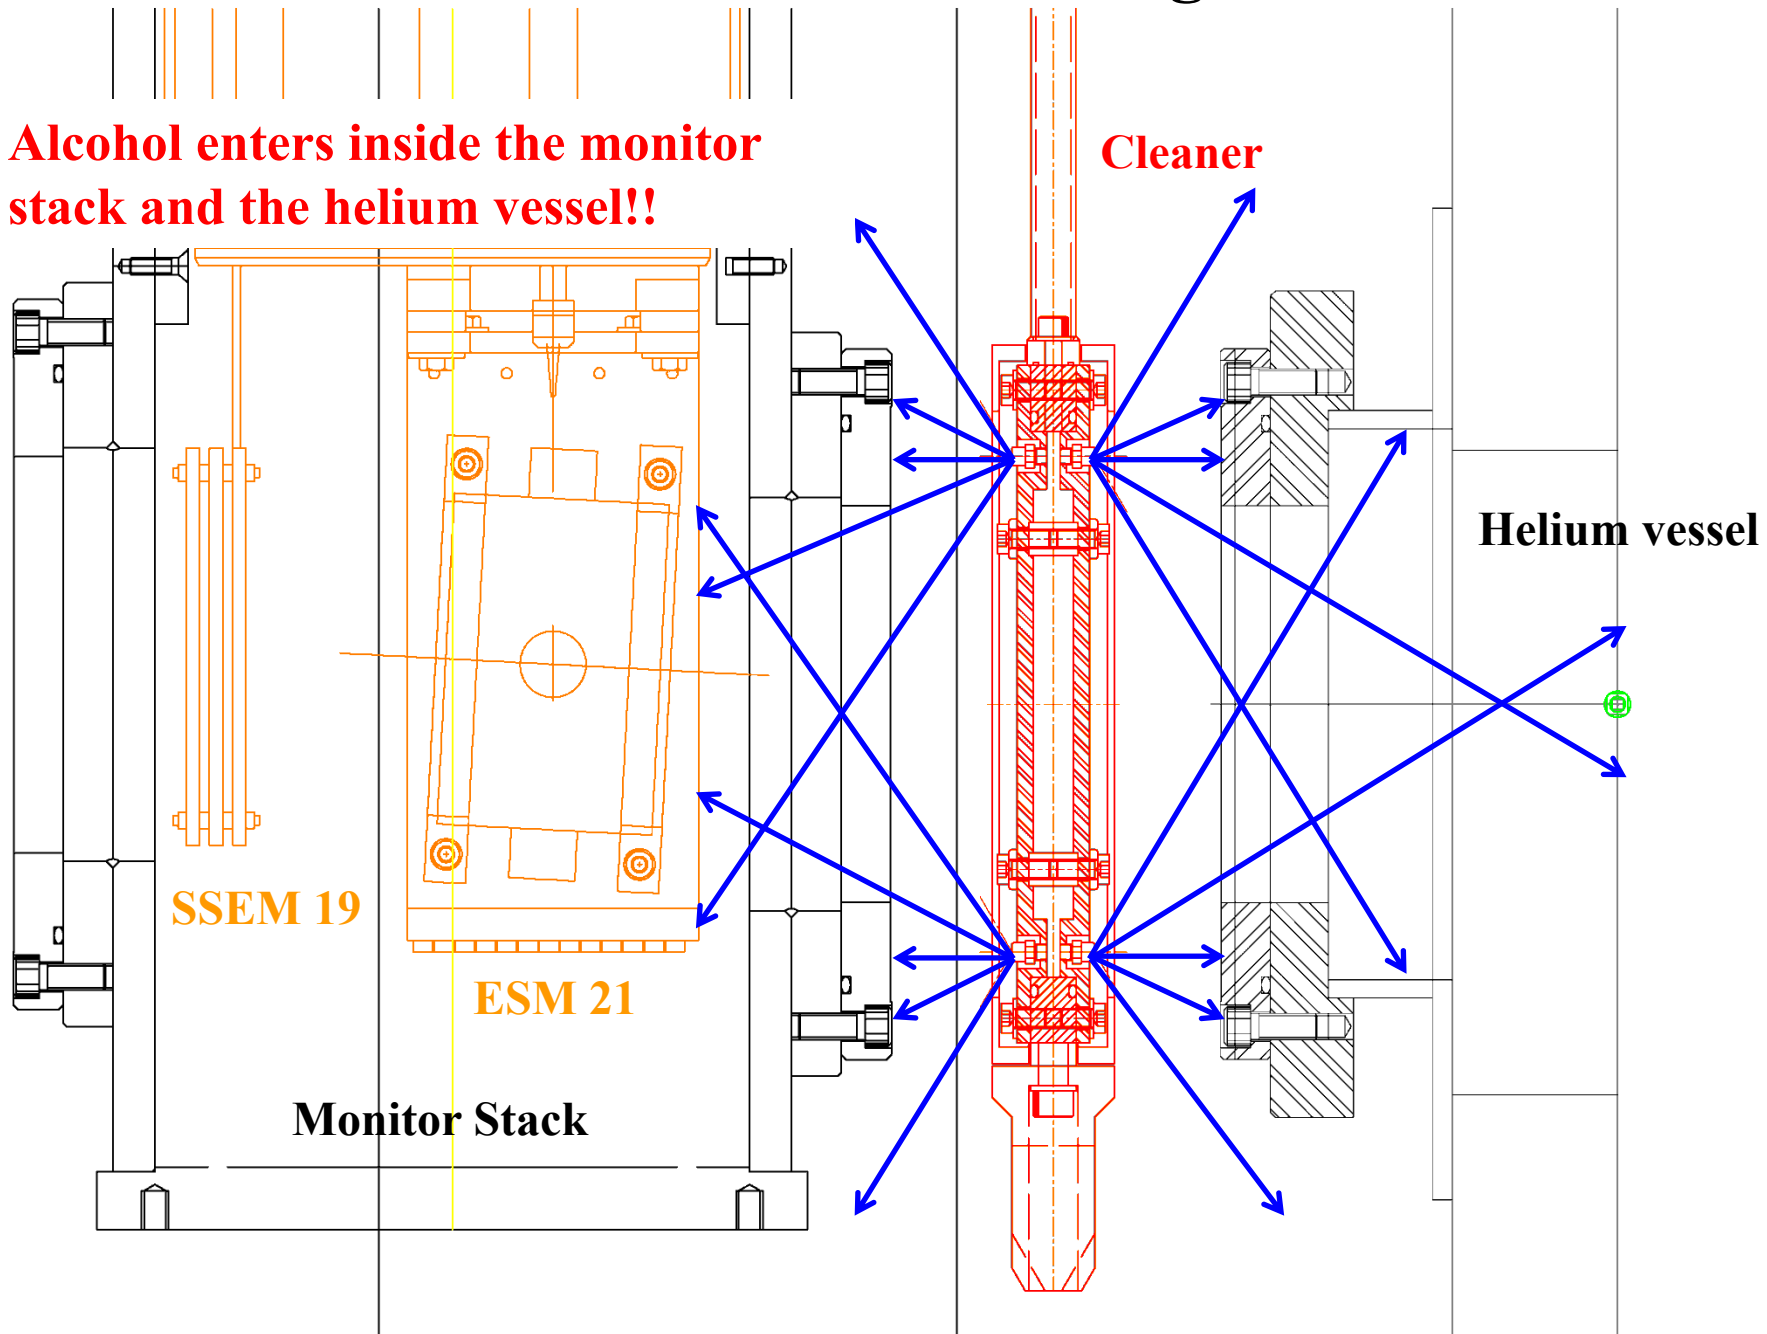 Alcohol enters inside the monitor
stack and the helium vessel!!
Cleaner
Helium vessel
SSEM 19
ESM 21
Monitor Stack